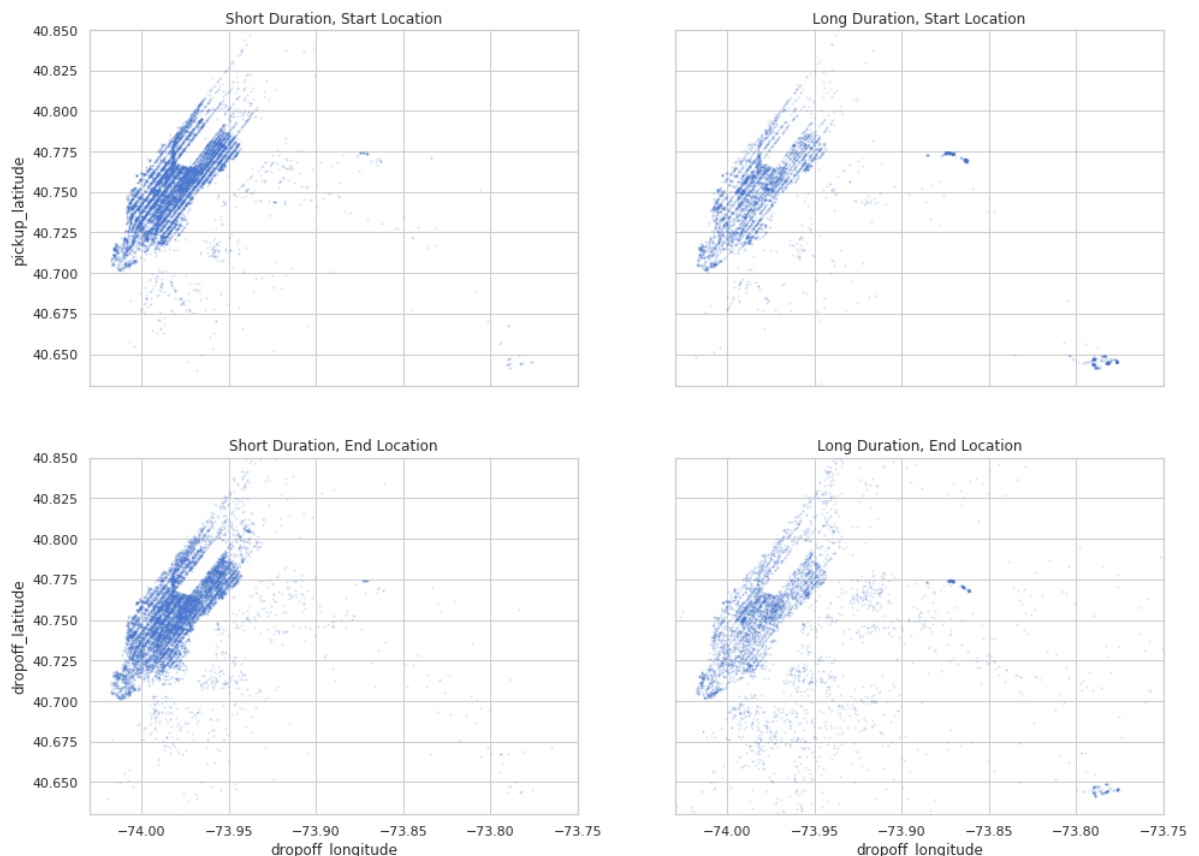 Short Duration, Start Location
Long Duration, Start Location
40.850
40.825
40.800
40.775
40.750
40.725
40.700
40.675
40.650
pickup_latitude
Short Duration, End Location
Long Duration, End Location
40.850
40.825
40.800
40.775
40.750
40.725
40.700
40.675
40.650
dropoff_latitude
−74.00 −73.95 −73.90 −73.85 −73.80 −73.75
−74.00 −73.95 −73.90 −73.85 −73.80 −73.75
dropoff_longitude
dropoff_longitude